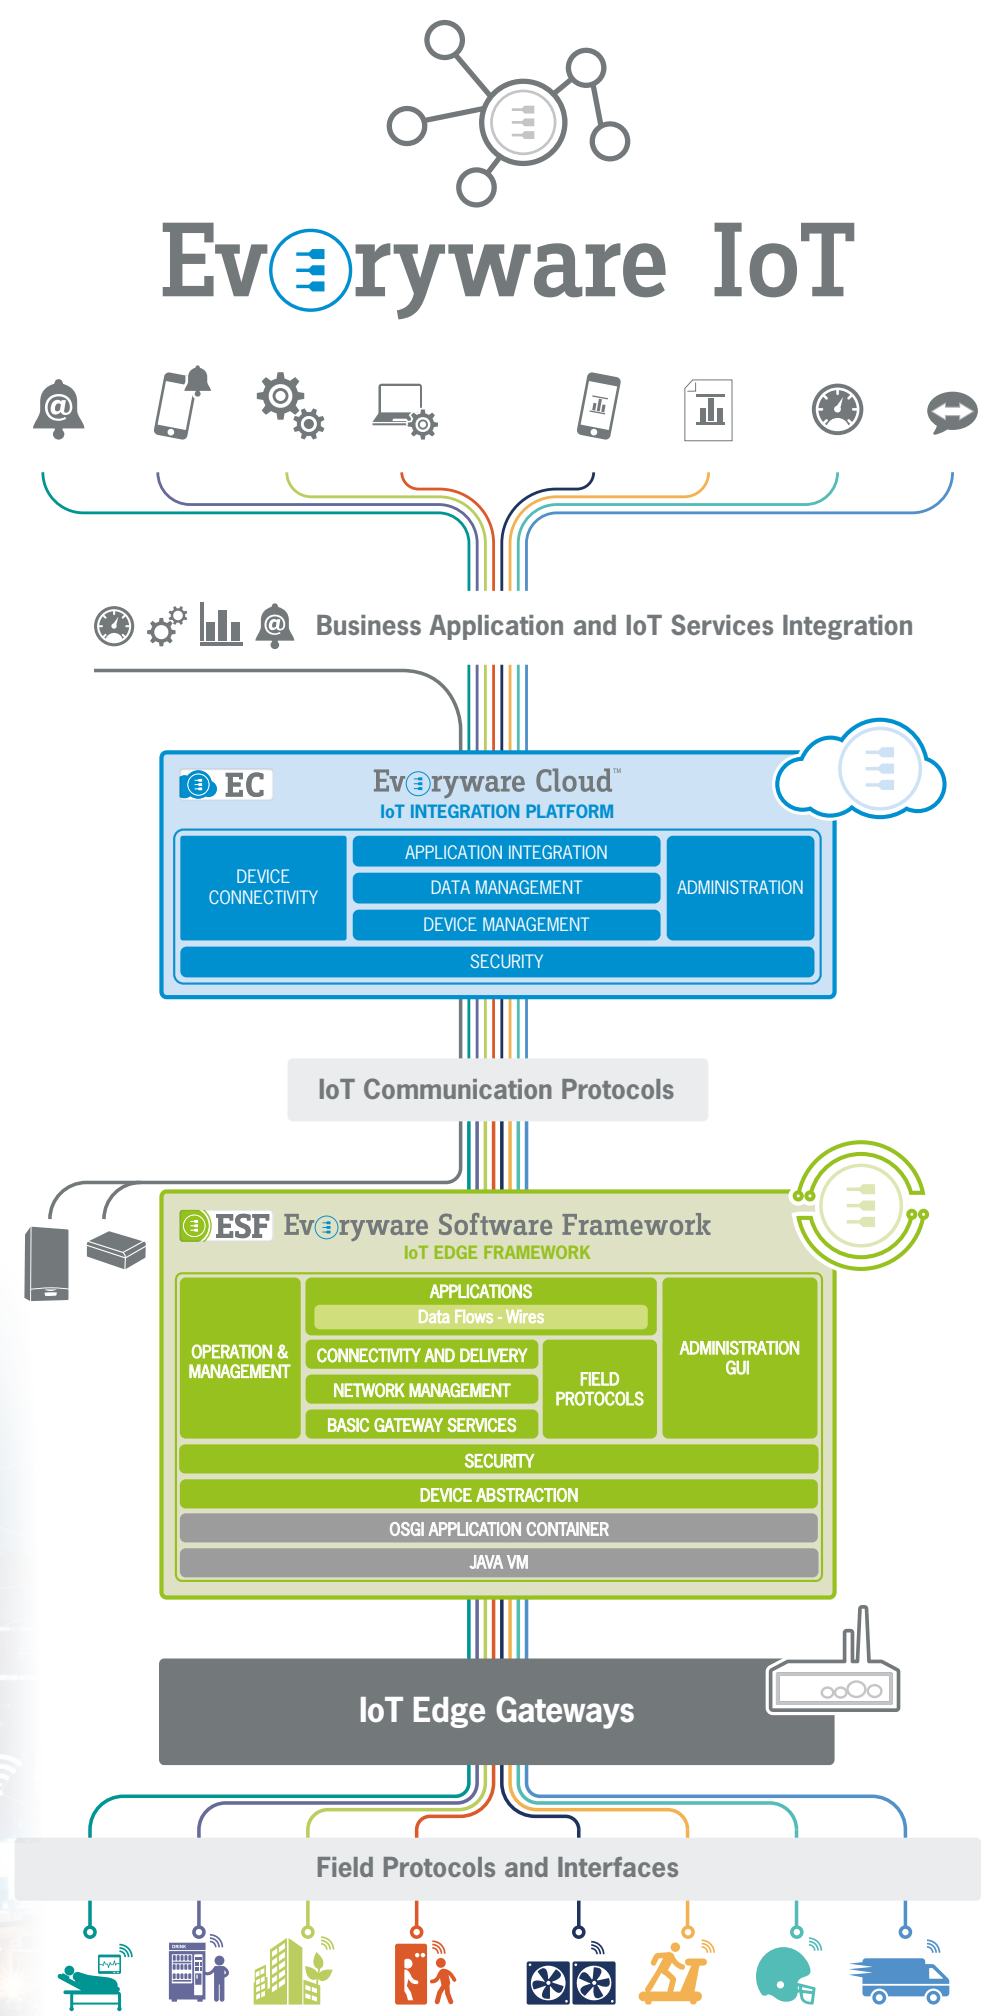 Everyware IoT
Business Application and IoT Services Integration
EC
Everyware Cloud™
IoT INTEGRATION PLATFORM
DEVICE
CONNECTIVITY
APPLICATION INTEGRATION
DATA MANAGEMENT
DEVICE MANAGEMENT
ADMINISTRATION
SECURITY
IoT Communication Protocols
ESF
Everyware Software Framework
IoT EDGE FRAMEWORK
OPERATION &
MANAGEMENT
APPLICATIONS
Data Flows - Wires
CONNECTIVITY AND DELIVERY
NETWORK MANAGEMENT
BASIC GATEWAY SERVICES
FIELD
PROTOCOLS
ADMINISTRATION
GUI
SECURITY
DEVICE ABSTRACTION
OSGI APPLICATION CONTAINER
JAVA VM
IoT Edge Gateways
Field Protocols and Interfaces
DRINK